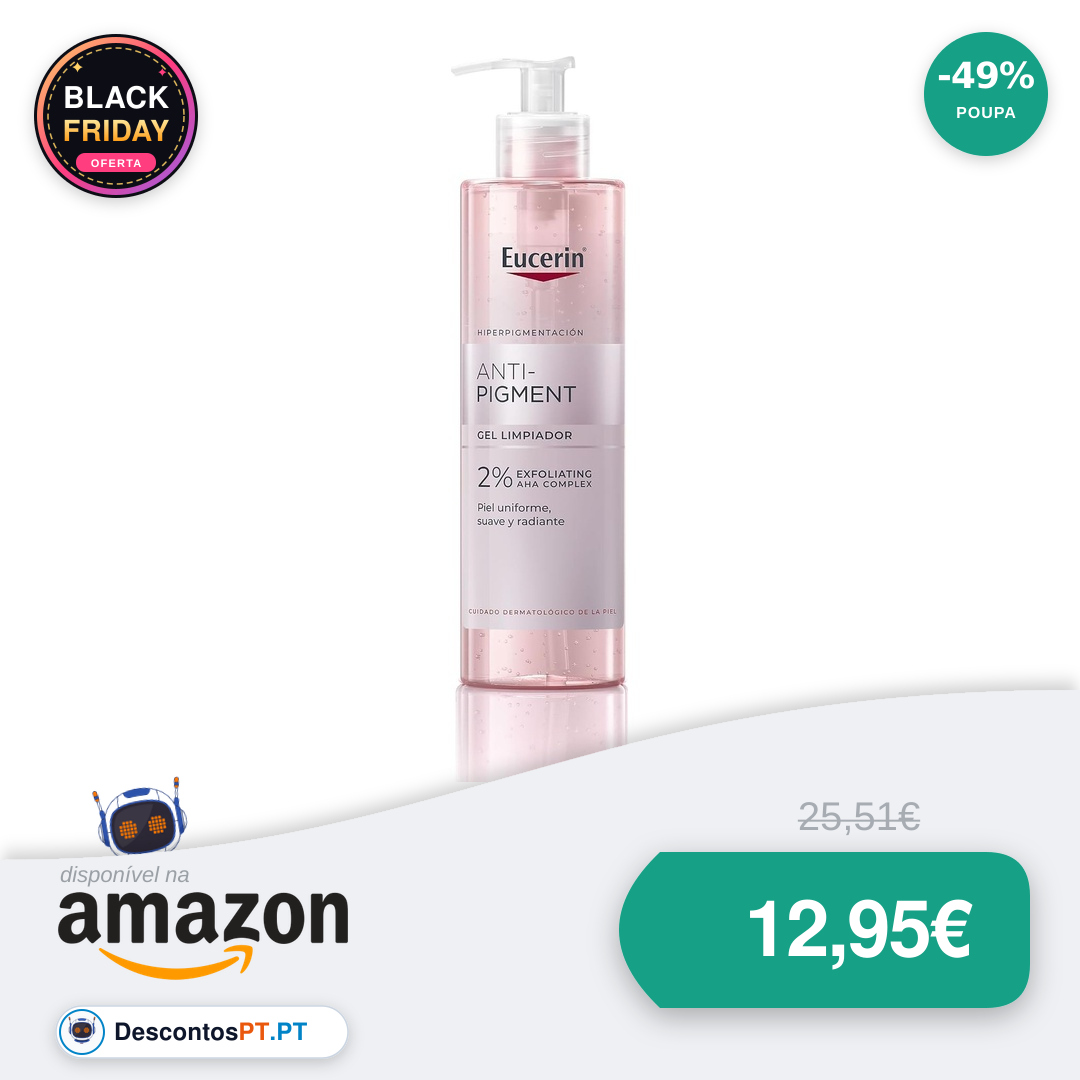 BLACK
FRIDAY
OFERTA
-49%
POUPA
Eucerin®
HIPERPIGMENTACIÓN
ANTI-
PIGMENT
GEL LIMPIADOR
2% EXFOLIATING
AHA COMPLEX
Piel uniforme,
suave y radiante
CUIDADO DERMATOLÓGICO DE LA PIEL
25,51€
12,95€
disponível na
amazon
DescontosPT.PT